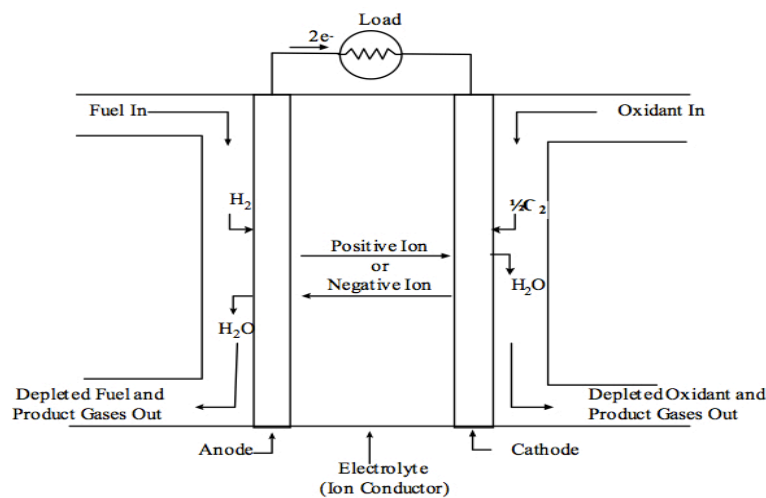 Load
2e-
Fuel In
Oxidant In
H₂
½C₂
Positive Ion
or
Negative Ion
H₂O
H₂O
Depleted Fuel and
Product Gases Out
Depleted Oxidant and
Product Gases Out
Anode
Cathode
Electrolyte
(Ion Conductor)